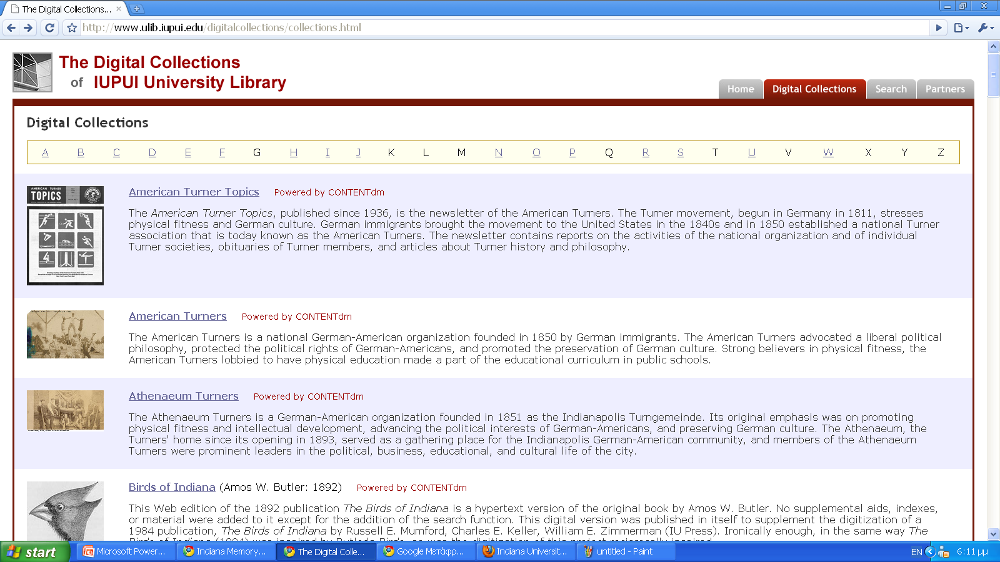 The Digital Collections...
http://www.ulib.iupui.edu/digitalcollections/collections.html
The Digital Collections
of IUPUI University Library
Home Digital Collections Search Partners
Digital Collections
A B C D E F G H I J K L M N O P Q R S T U V W X Y Z
AMERICAN TURNER
TOPICS
American Turner Topics Powered by CONTENTdm
The American Turner Topics, published since 1936, is the newsletter of the American Turners. The Turner movement, begun in Germany in 1811, stresses
physical fitness and German culture. German immigrants brought the movement to the United States in the 1840s and in 1850 established a national Turner
association that is today known as the American Turners. The newsletter contains reports on the activities of the national organization and of individual
Turner societies, obituaries of Turner members, and articles about Turner history and philosophy.
American Turners Powered by CONTENTdm
The American Turners is a national German-American organization founded in 1850 by German immigrants. The American Turners advocated a liberal political
philosophy, protected the political rights of German-Americans, and promoted the preservation of German culture. Strong believers in physical fitness, the
American Turners lobbied to have physical education made a part of the educational curriculum in public schools.
Athenaeum Turners Powered by CONTENTdm
The Athenaeum Turners is a German-American organization founded in 1851 as the Indianapolis Turngemeinde. Its original emphasis was on promoting
physical fitness and intellectual development, advancing the political interests of German-Americans, and preserving German culture. The Athenaeum, the
Turners' home since its opening in 1893, served as a gathering place for the Indianapolis German-American community, and members of the Athenaeum
Turners were prominent leaders in the political, business, educational, and cultural life of the city.
Birds of Indiana (Amos W. Butler: 1892) Powered by CONTENTdm
This Web edition of the 1892 publication The Birds of Indiana is a hypertext version of the original book by Amos W. Butler. No supplemental aids, indexes,
or material were added to it except for the addition of the search function. This digital version was published in itself to supplement the digitization of a
1984 publication, The Birds of Indiana by Russell E. Mumford, Charles E. Keller, William E. Zimmerman (IU Press). Ironically enough, in the same way The
Birds of Indiana (1984) was inspired by Butler's Birds, so was the digitization of this project reciprocally inspired.
start Microsoft Power... Indiana Memory... The Digital Colle... Google Μετάφρ... Indiana Universit... untitled - Paint EN 6:11 μμ